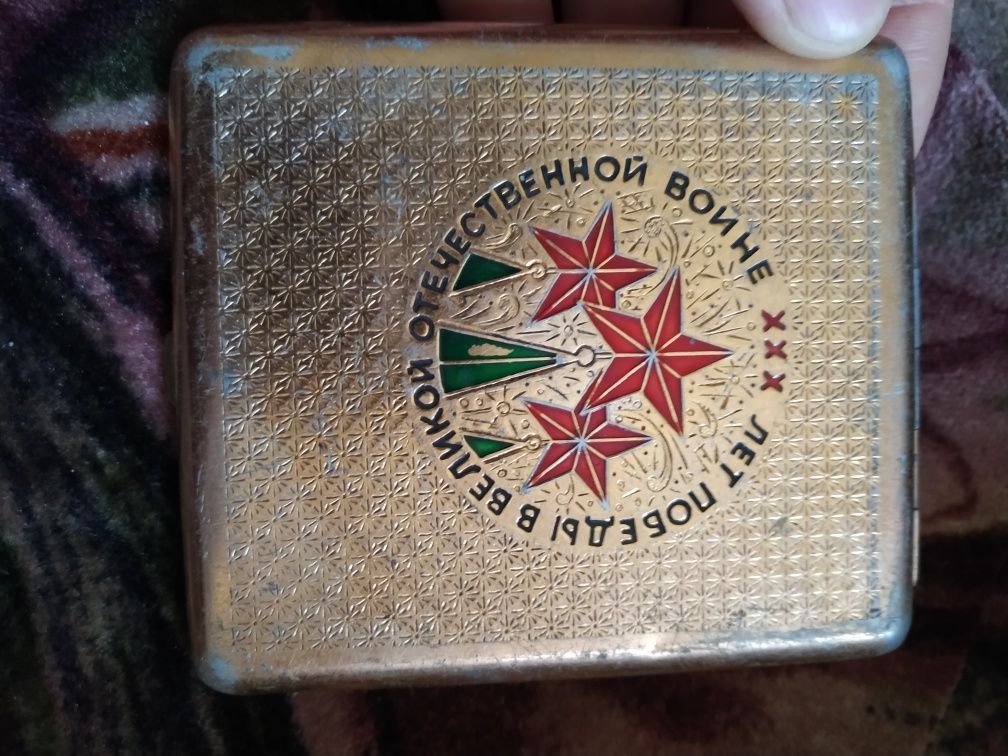 XXX ЛЕТ ПОБЕДЫ В ВЕЛИКОЙ ОТЕЧЕСТВЕННОЙ ВОЙНЕ